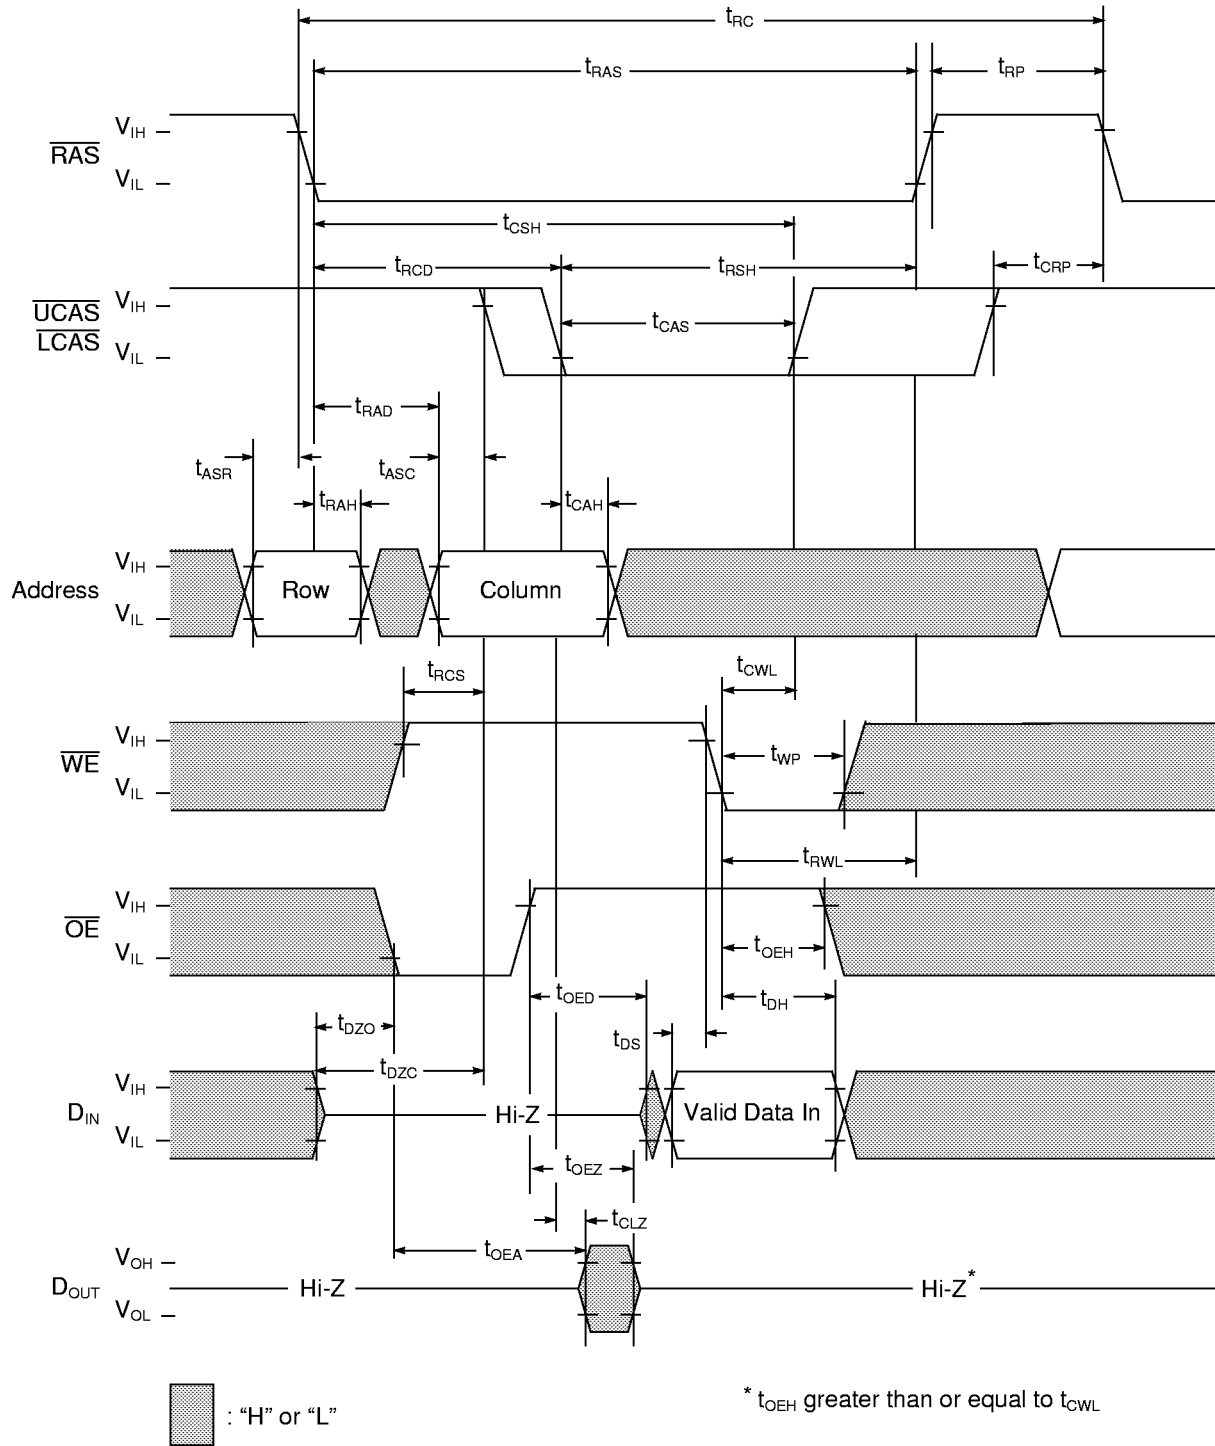 tRC
tRAS
tRP
RAS
VIH
VIL
tCSH
tRCD
tRSH
tCRP
UCAS
LCAS
VIH
VIL
tCAS
tRAD
tASR
tASC
tRAH
tCAH
Address
VIH
VIL
Row
Column
tRCS
tCWL
WE
VIH
VIL
tWP
tRWL
OE
VIH
VIL
tOEH
tOED
tDH
tDZO
tDS
tDZC
DIN
VIH
VIL
Hi-Z
Valid Data In
tOEZ
tCLZ
tOEA
DOUT
VOH
VOL
Hi-Z
Hi-Z*
: “H” or “L”
* tOEH greater than or equal to tCWL